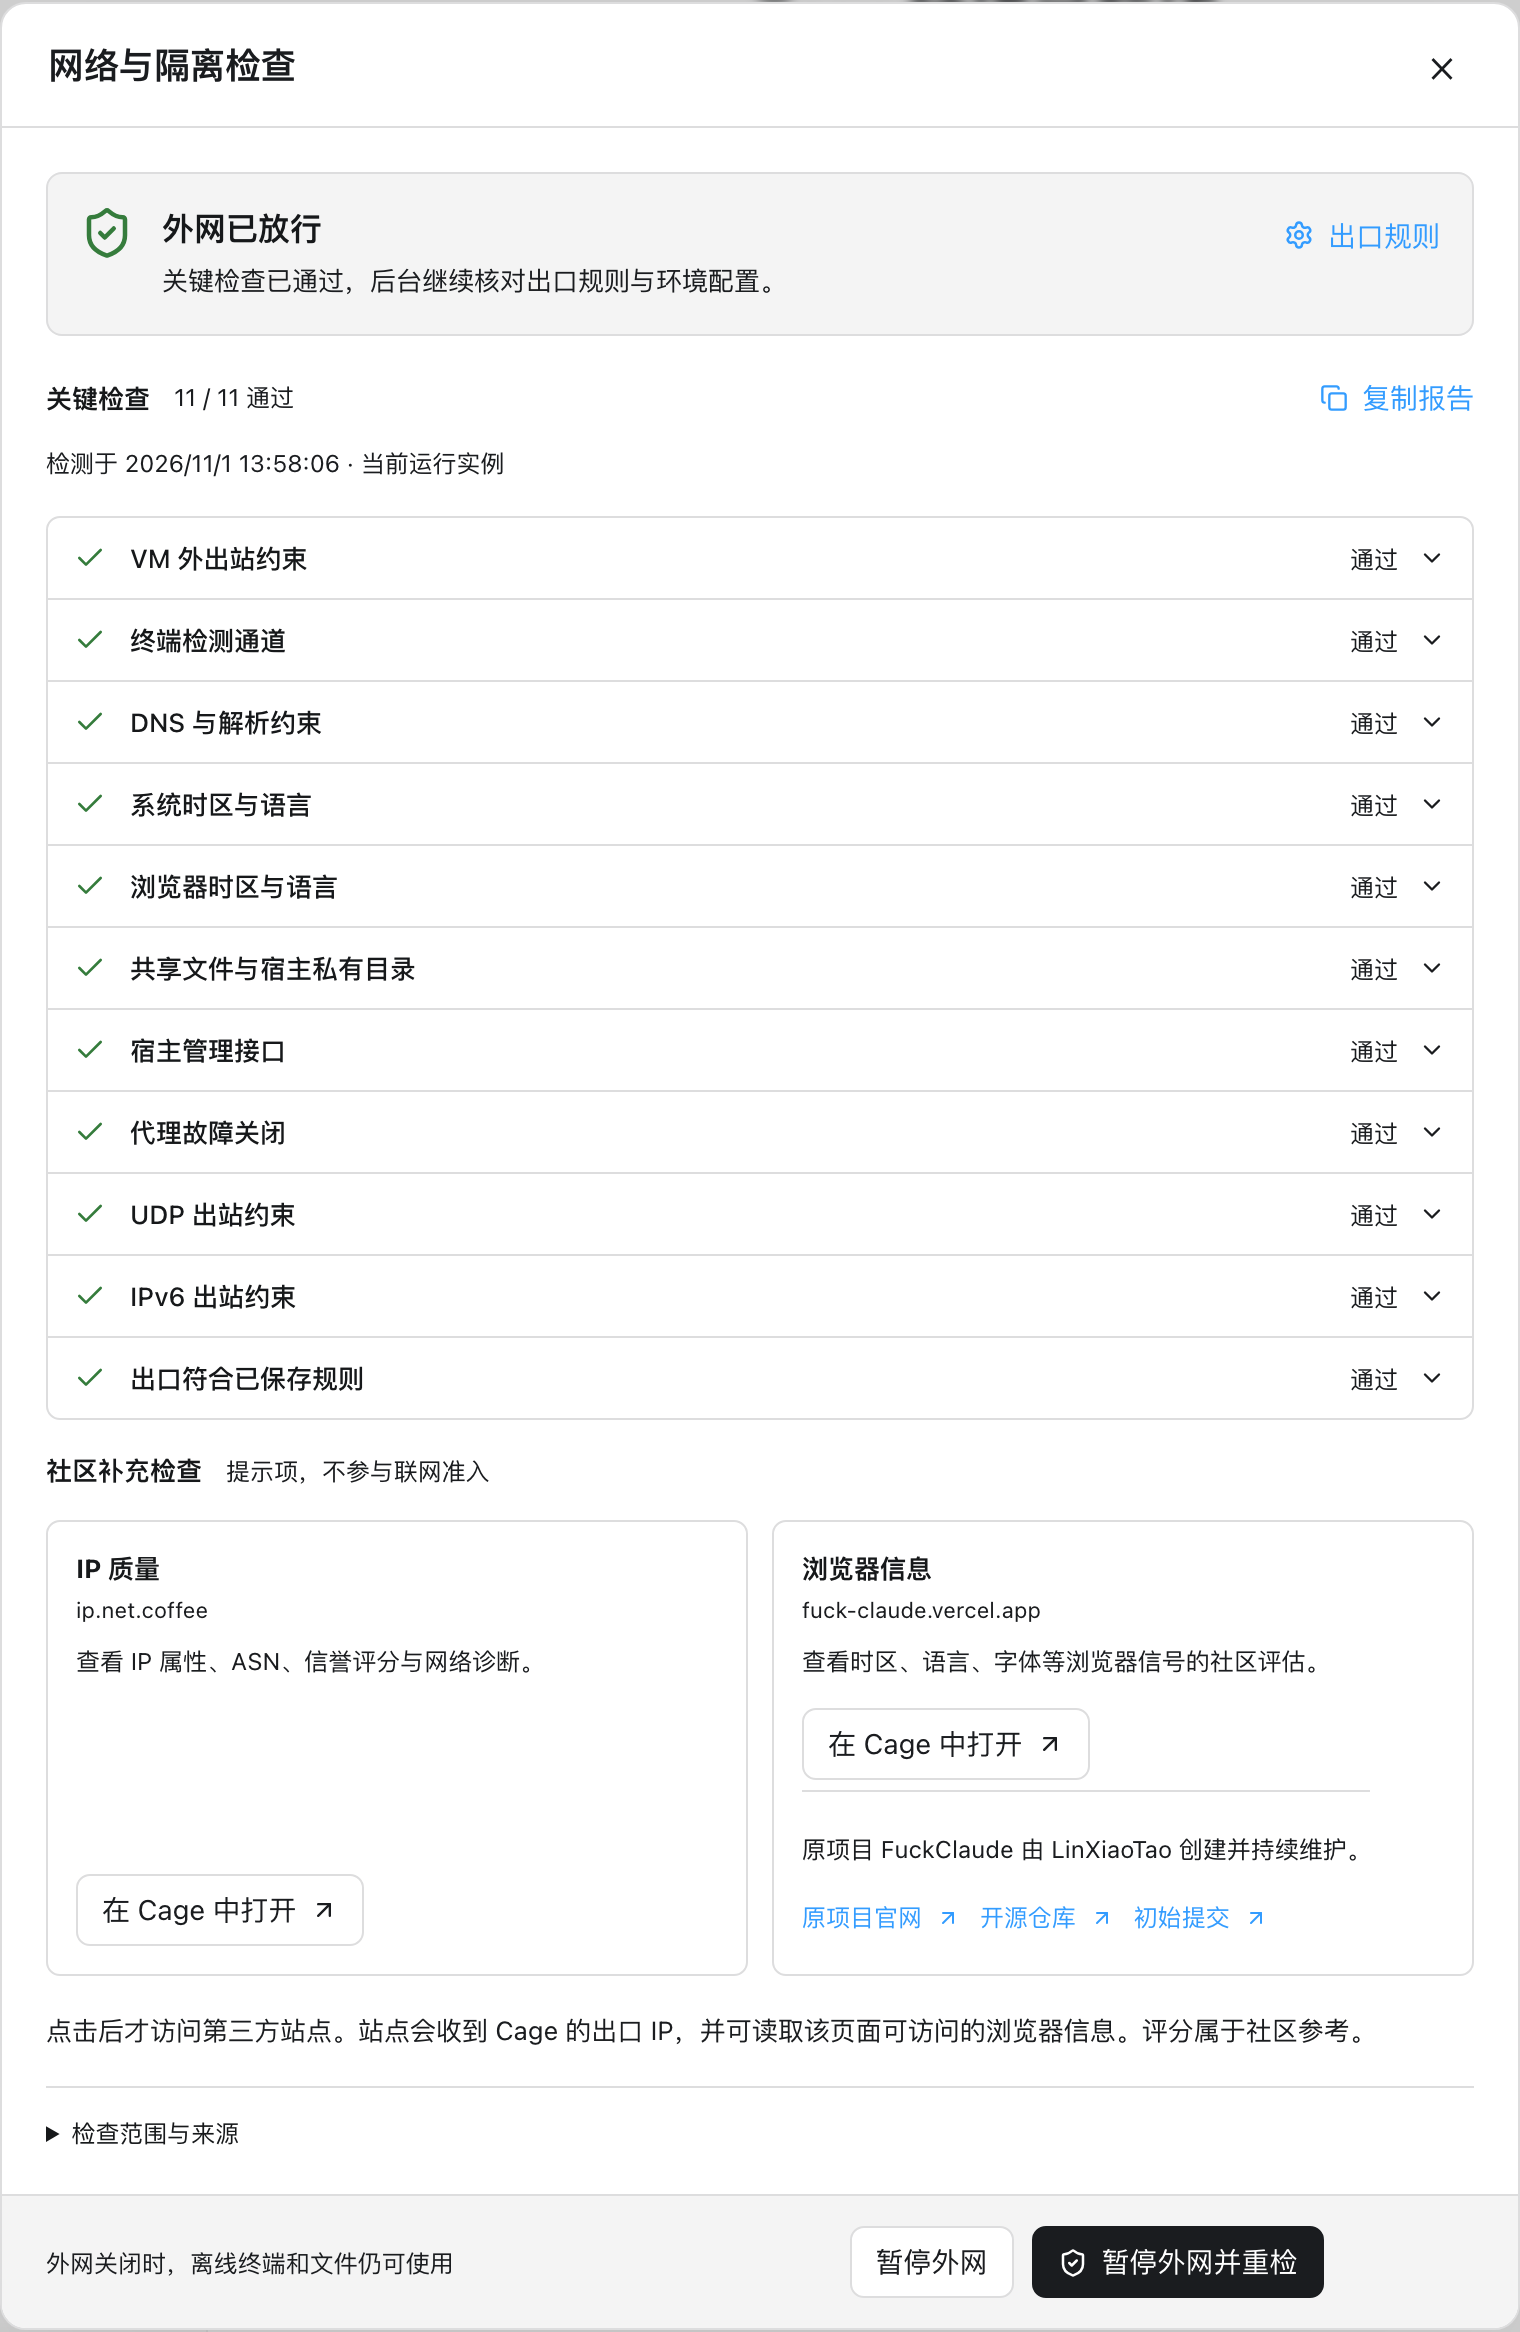 网络与隔离检查
外网已放行
关键检查已通过，后台继续核对出口规则与环境配置。
出口规则
关键检查 11 / 11 通过
复制报告
检测于 2026/11/1 13:58:06 · 当前运行实例
VM 外出站约束 通过
终端检测通道 通过
DNS 与解析约束 通过
系统时区与语言 通过
浏览器时区与语言 通过
共享文件与宿主私有目录 通过
宿主管理接口 通过
代理故障关闭 通过
UDP 出站约束 通过
IPv6 出站约束 通过
出口符合已保存规则 通过
社区补充检查 提示项，不参与联网准入
IP 质量
ip.net.coffee
查看 IP 属性、ASN、信誉评分与网络诊断。
在 Cage 中打开
浏览器信息
fuck-claude.vercel.app
查看时区、语言、字体等浏览器信号的社区评估。
在 Cage 中打开
原项目 FuckClaude 由 LinXiaoTao 创建并持续维护。
原项目官网 开源仓库 初始提交
点击后才访问第三方站点。站点会收到 Cage 的出口 IP，并可读取该页面可访问的浏览器信息。评分属于社区参考。
检查范围与来源
外网关闭时，离线终端和文件仍可使用
暂停外网
暂停外网并重检